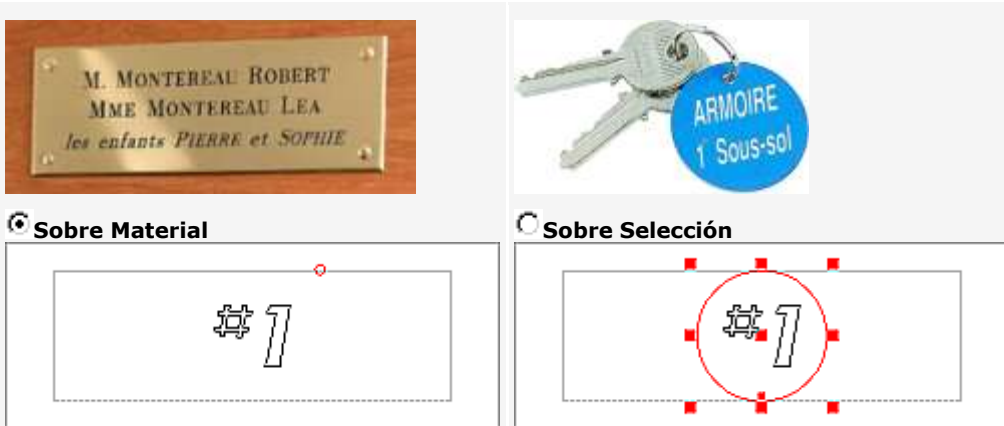 M. MONTEREAU ROBERT
MME MONTEREAU LEA
les enfants PIERRE et SOPHIE
ARMOIRE
1 Sous-sol
Sobre Material
Sobre Selección
#1
#1